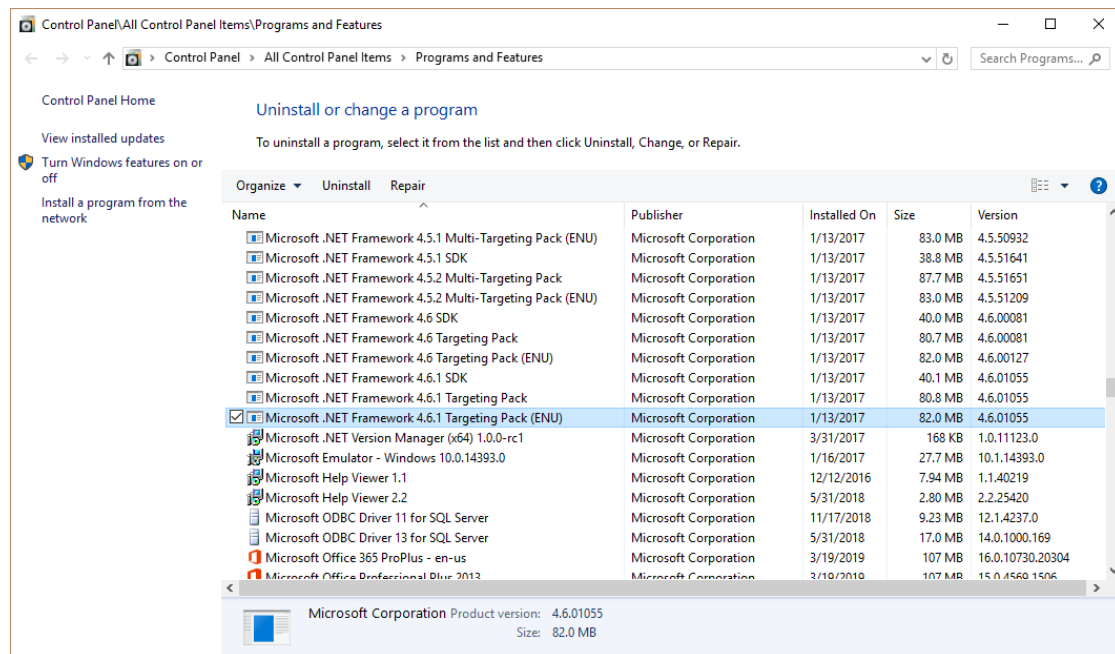 Control Panel\All Control Panel Items\Programs and Features
Control Panel > All Control Panel Items > Programs and Features
Search Programs...
Control Panel Home
View installed updates
Turn Windows features on or
off
Install a program from the
network
Uninstall or change a program
To uninstall a program, select it from the list and then click Uninstall, Change, or Repair.
Organize Uninstall Repair
Name Publisher Installed On Size Version
Microsoft .NET Framework 4.5.1 Multi-Targeting Pack (ENU) Microsoft Corporation 1/13/2017 83.0 MB 4.5.50932
Microsoft .NET Framework 4.5.1 SDK Microsoft Corporation 1/13/2017 38.8 MB 4.5.51641
Microsoft .NET Framework 4.5.2 Multi-Targeting Pack Microsoft Corporation 1/13/2017 87.7 MB 4.5.51651
Microsoft .NET Framework 4.5.2 Multi-Targeting Pack (ENU) Microsoft Corporation 1/13/2017 83.0 MB 4.5.51209
Microsoft .NET Framework 4.6 SDK Microsoft Corporation 1/13/2017 40.0 MB 4.6.00081
Microsoft .NET Framework 4.6 Targeting Pack Microsoft Corporation 1/13/2017 80.7 MB 4.6.00081
Microsoft .NET Framework 4.6 Targeting Pack (ENU) Microsoft Corporation 1/13/2017 82.0 MB 4.6.00127
Microsoft .NET Framework 4.6.1 SDK Microsoft Corporation 1/13/2017 40.1 MB 4.6.01055
Microsoft .NET Framework 4.6.1 Targeting Pack Microsoft Corporation 1/13/2017 80.8 MB 4.6.01055
Microsoft .NET Framework 4.6.1 Targeting Pack (ENU) Microsoft Corporation 1/13/2017 82.0 MB 4.6.01055
Microsoft .NET Version Manager (x64) 1.0.0-rc1 Microsoft Corporation 3/31/2017 168 KB 1.0.11123.0
Microsoft Emulator - Windows 10.0.14393.0 Microsoft Corporation 1/16/2017 27.7 MB 10.1.14393.0
Microsoft Help Viewer 1.1 Microsoft Corporation 12/12/2016 7.94 MB 1.1.40219
Microsoft Help Viewer 2.2 Microsoft Corporation 5/31/2018 2.80 MB 2.2.25420
Microsoft ODBC Driver 11 for SQL Server Microsoft Corporation 11/17/2018 9.23 MB 12.1.4237.0
Microsoft ODBC Driver 13 for SQL Server Microsoft Corporation 5/31/2018 17.0 MB 14.0.1000.169
Microsoft Office 365 ProPlus - en-us Microsoft Corporation 3/19/2019 107 MB 16.0.10730.20304
Microsoft Office Professional Plus 2013 Microsoft Corporation 3/19/2019 107 MB 15.0.4569.1506
Microsoft Corporation Product version: 4.6.01055
Size: 82.0 MB